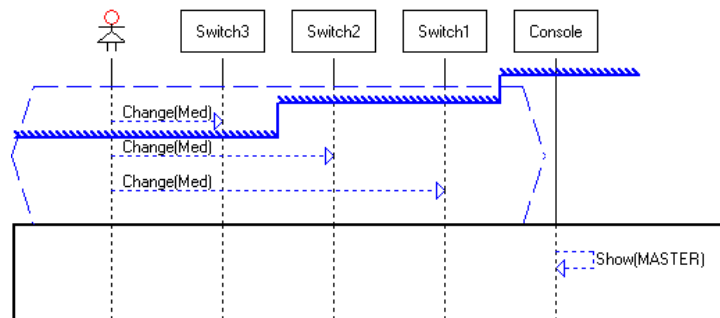 Switch3
Switch2
Switch1
Console
Change(Med)
Change(Med)
Change(Med)
Show(MASTER)